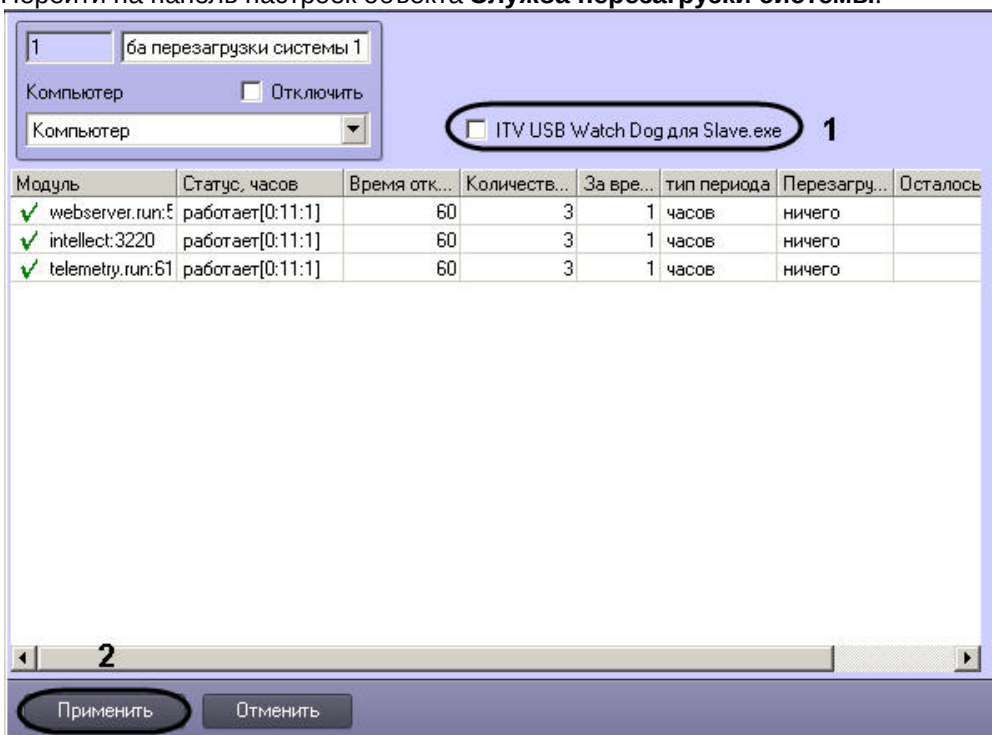 Перейти на панель настроек объекта Служба перезагрузки системы.
1 ба перезагрузки системы 1
Компьютер Отключить
Компьютер ITV USB Watch Dog для Slave.exe 1
Модуль Статус, часов Время отк... Количеств... За вре... тип периода Перезагру... Осталось
webserver.run: работает[0:11:1] 60 3 1 часов ничего
intellect:3220 работает[0:11:1] 60 3 1 часов ничего
telemetry.run:61 работает[0:11:1] 60 3 1 часов ничего
2
Применить Отменить